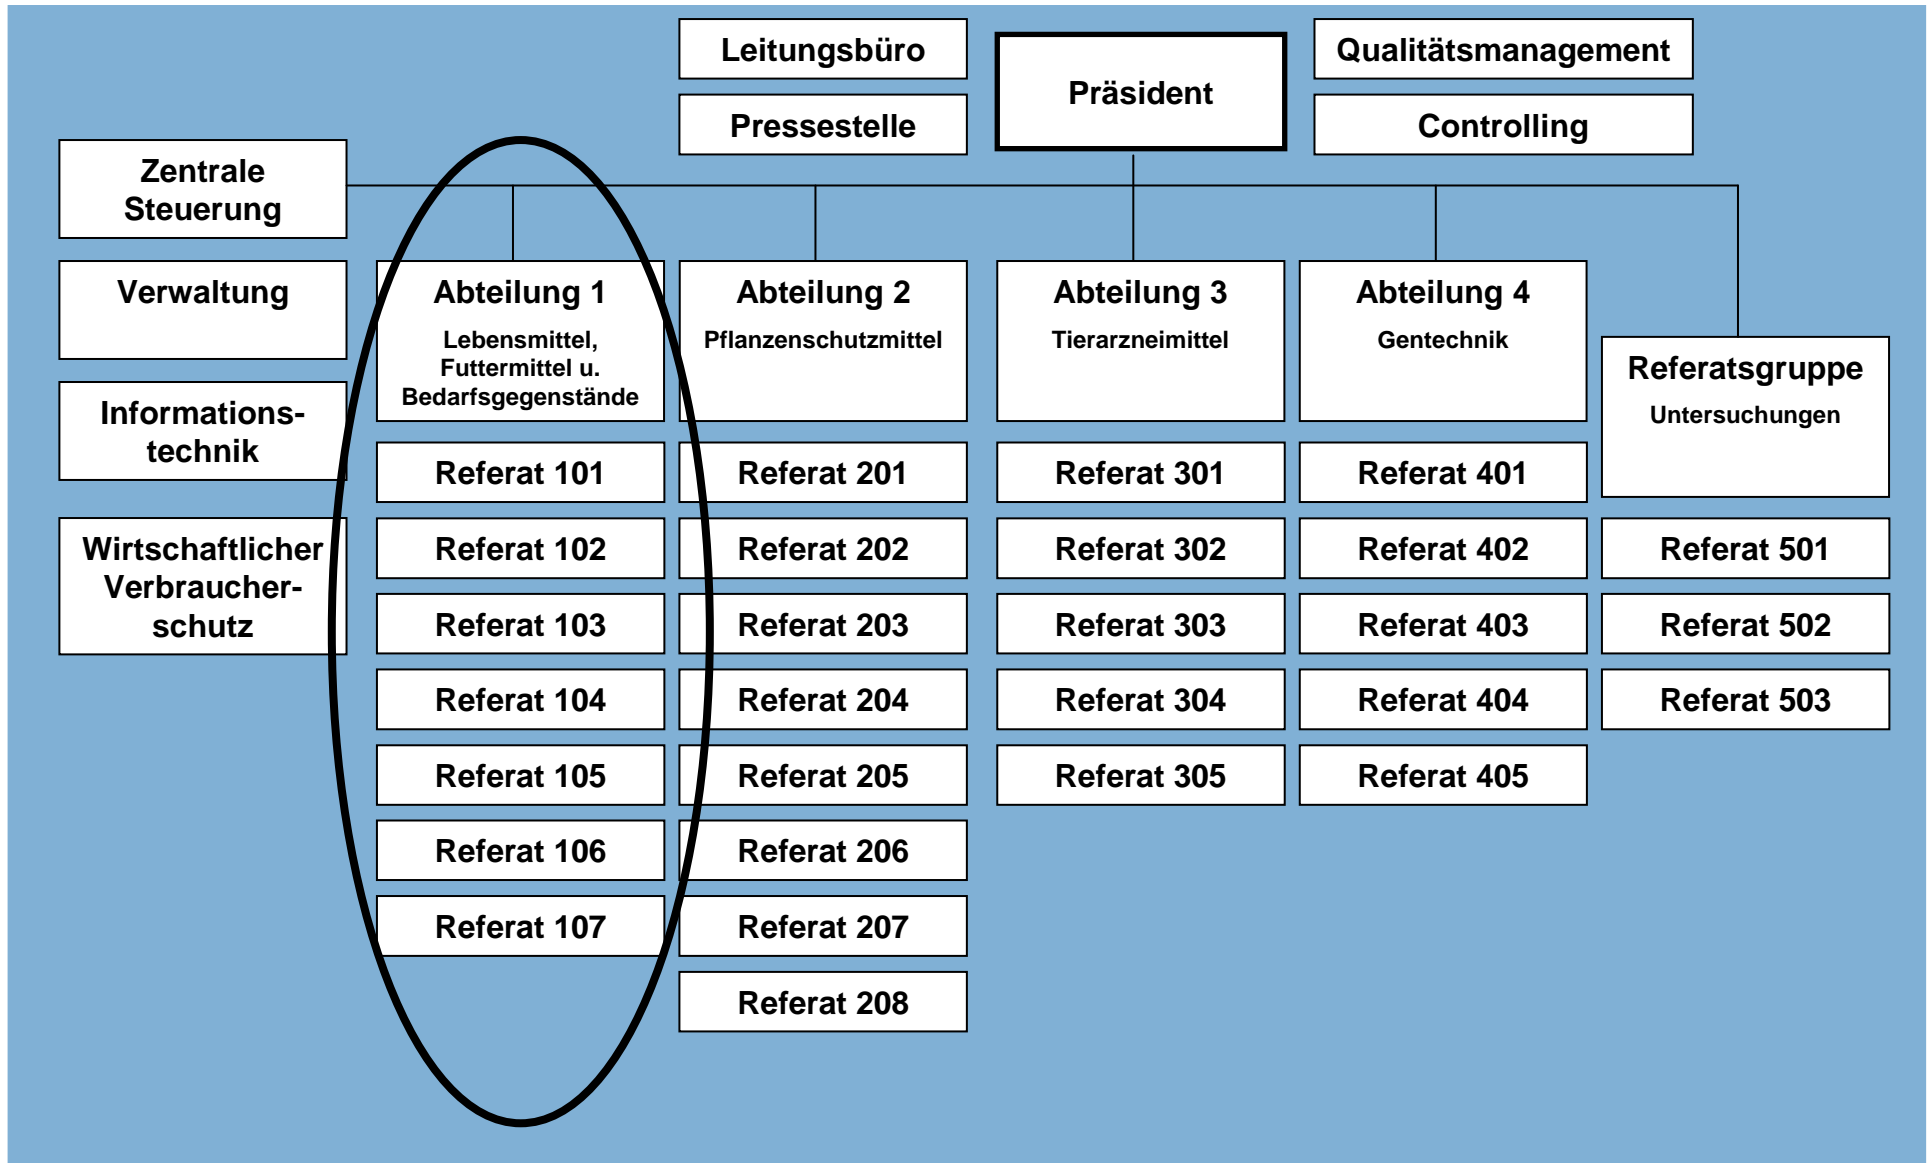 Leitungsbüro
Pressestelle
Präsident
Qualitätsmanagement
Controlling
Zentrale
Steuerung
Verwaltung
Informations-
technik
Wirtschaftlicher
Verbraucher-
schutz
Abteilung 1
Lebensmittel,
Futtermittel u.
Bedarfsgegenstände
Referat 101
Referat 102
Referat 103
Referat 104
Referat 105
Referat 106
Referat 107
Abteilung 2
Pflanzenschutzmittel
Referat 201
Referat 202
Referat 203
Referat 204
Referat 205
Referat 206
Referat 207
Referat 208
Abteilung 3
Tierarzneimittel
Referat 301
Referat 302
Referat 303
Referat 304
Referat 305
Abteilung 4
Gentechnik
Referat 401
Referat 402
Referat 403
Referat 404
Referat 405
Referatsgruppe
Untersuchungen
Referat 501
Referat 502
Referat 503